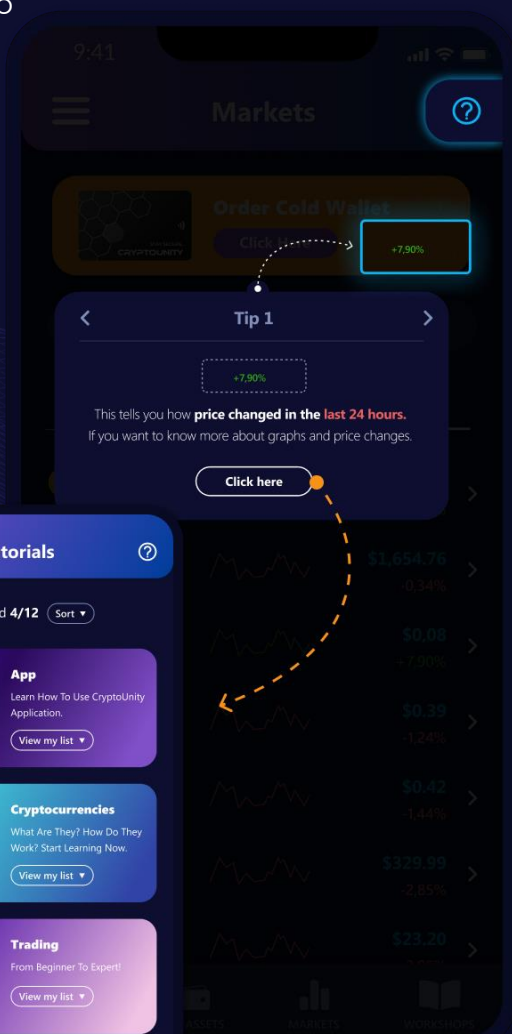 9:41
Markets
Order Cold Wallet
Click Here
CRYPTOUNITY
+7,90%
Tip 1
+7,90%
This tells you how price changed in the last 24 hours.
If you want to know more about graphs and price changes.
Click here
torials
d 4/12 Sort
App
Learn How To Use CryptoUnity
Application.
View my list
Cryptocurrencies
What Are They? How Do They
Work? Start Learning Now.
View my list
Trading
From Beginner To Expert!
View my list
$1,654.76
-0,34%
$0.08
+7,90%
$0.39
-1,24%
$0.42
-1,44%
$329.99
-2,85%
$23.20
ASSETS
MARKETS
WORKSHOPS